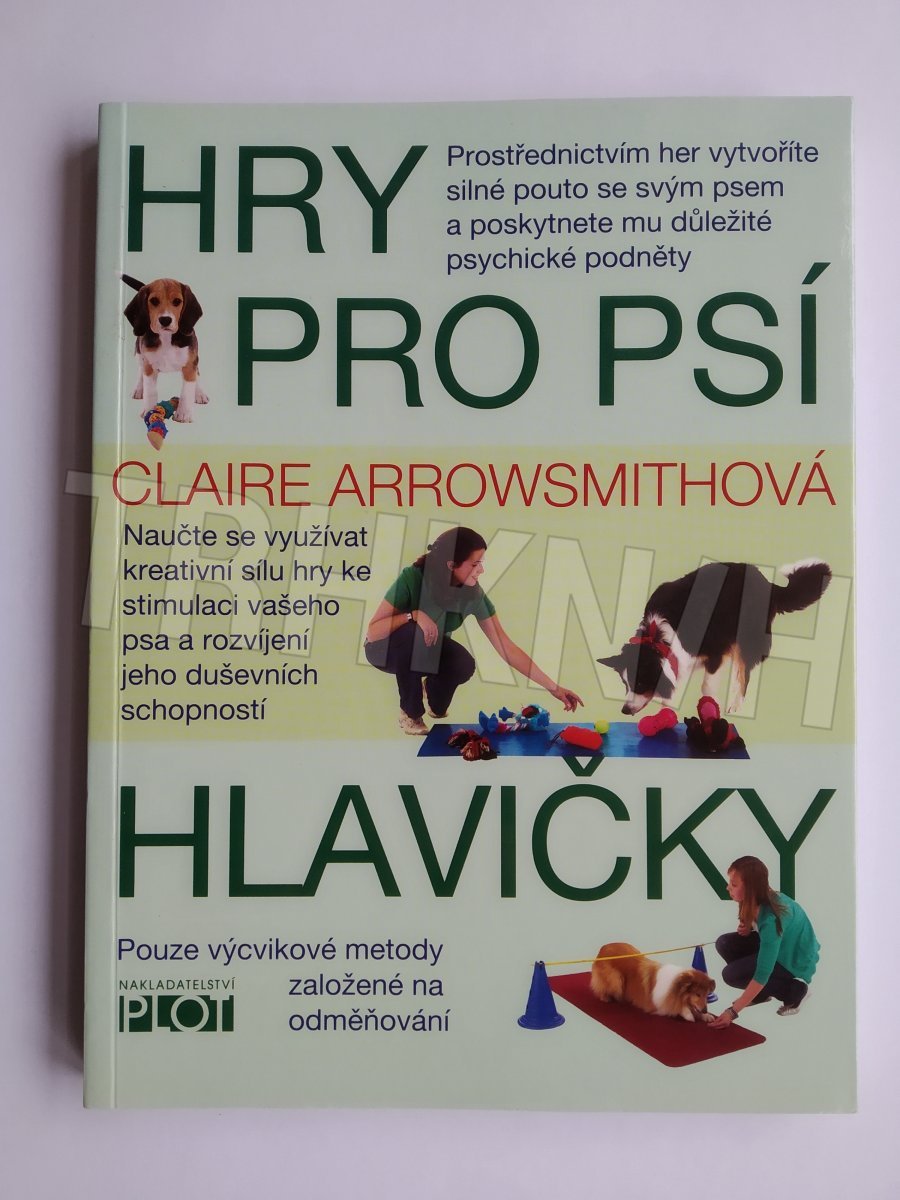 HRY
Prostřednictvím her vytvoříte
silné pouto se svým psem
a poskytnete mu důležité
psychické podněty
PRO PSÍ
CLAIRE ARROWSMITHOVÁ
Naučte se využívat
kreativní sílu hry ke
stimulaci vašeho
psa a rozvíjení
jeho duševních
schopností
HLAVIČKY
Pouze výcvikové metody
založené na
odměňování
NAKLADATELSTVÍ
PLOT